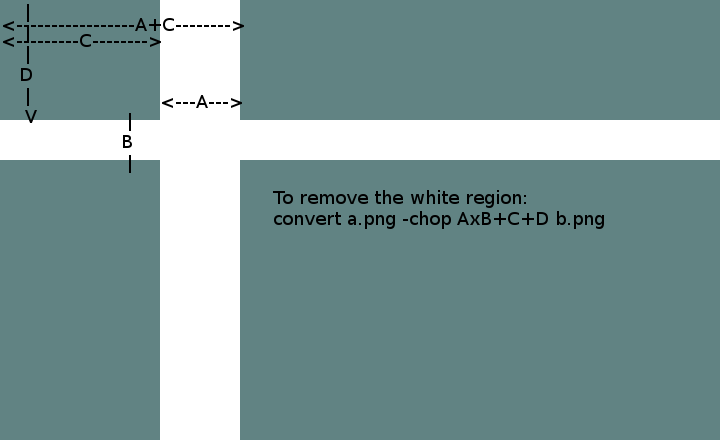 |
<-----------------A+C-------->
|
<---------C-------->
|
D
|
V
<---A--->
|
B
|
To remove the white region:
convert a.png -chop AxB+C+D b.png